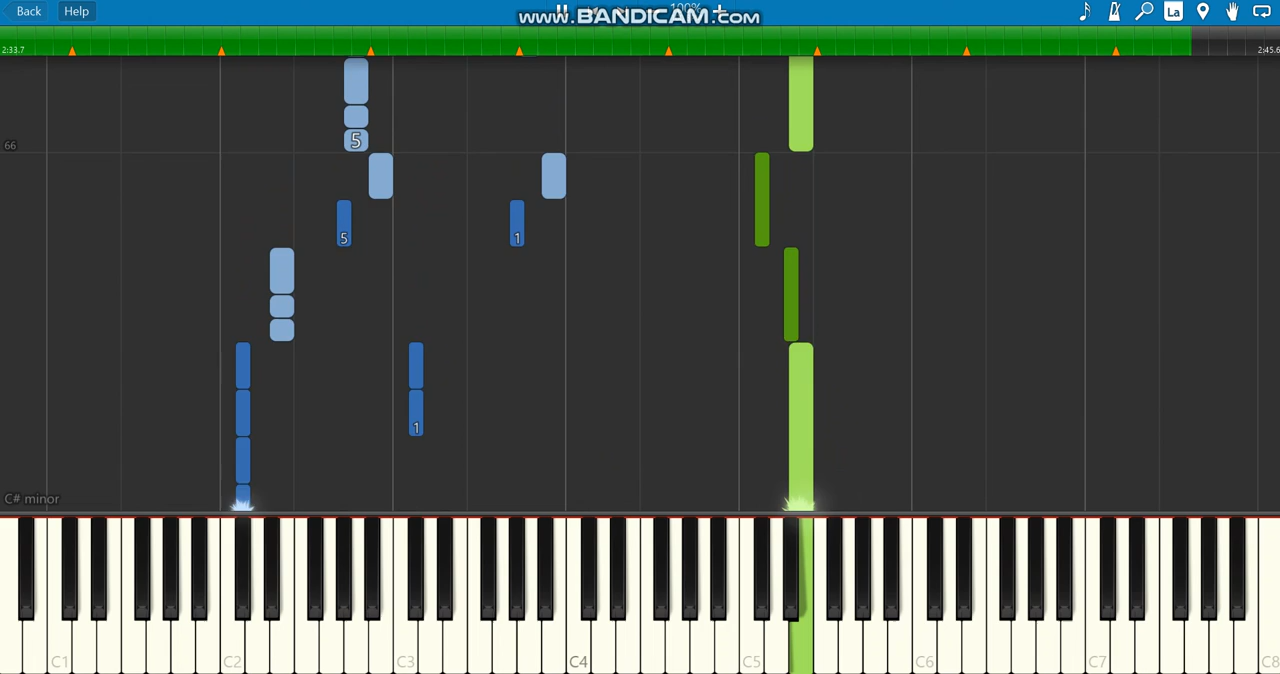 Back Help
www.BANDICAM.com
La
2:33.7
2:45.6
5
66
5 1
1
C# minor
C1 C2 C3 C4 C5 C6 C7 C8